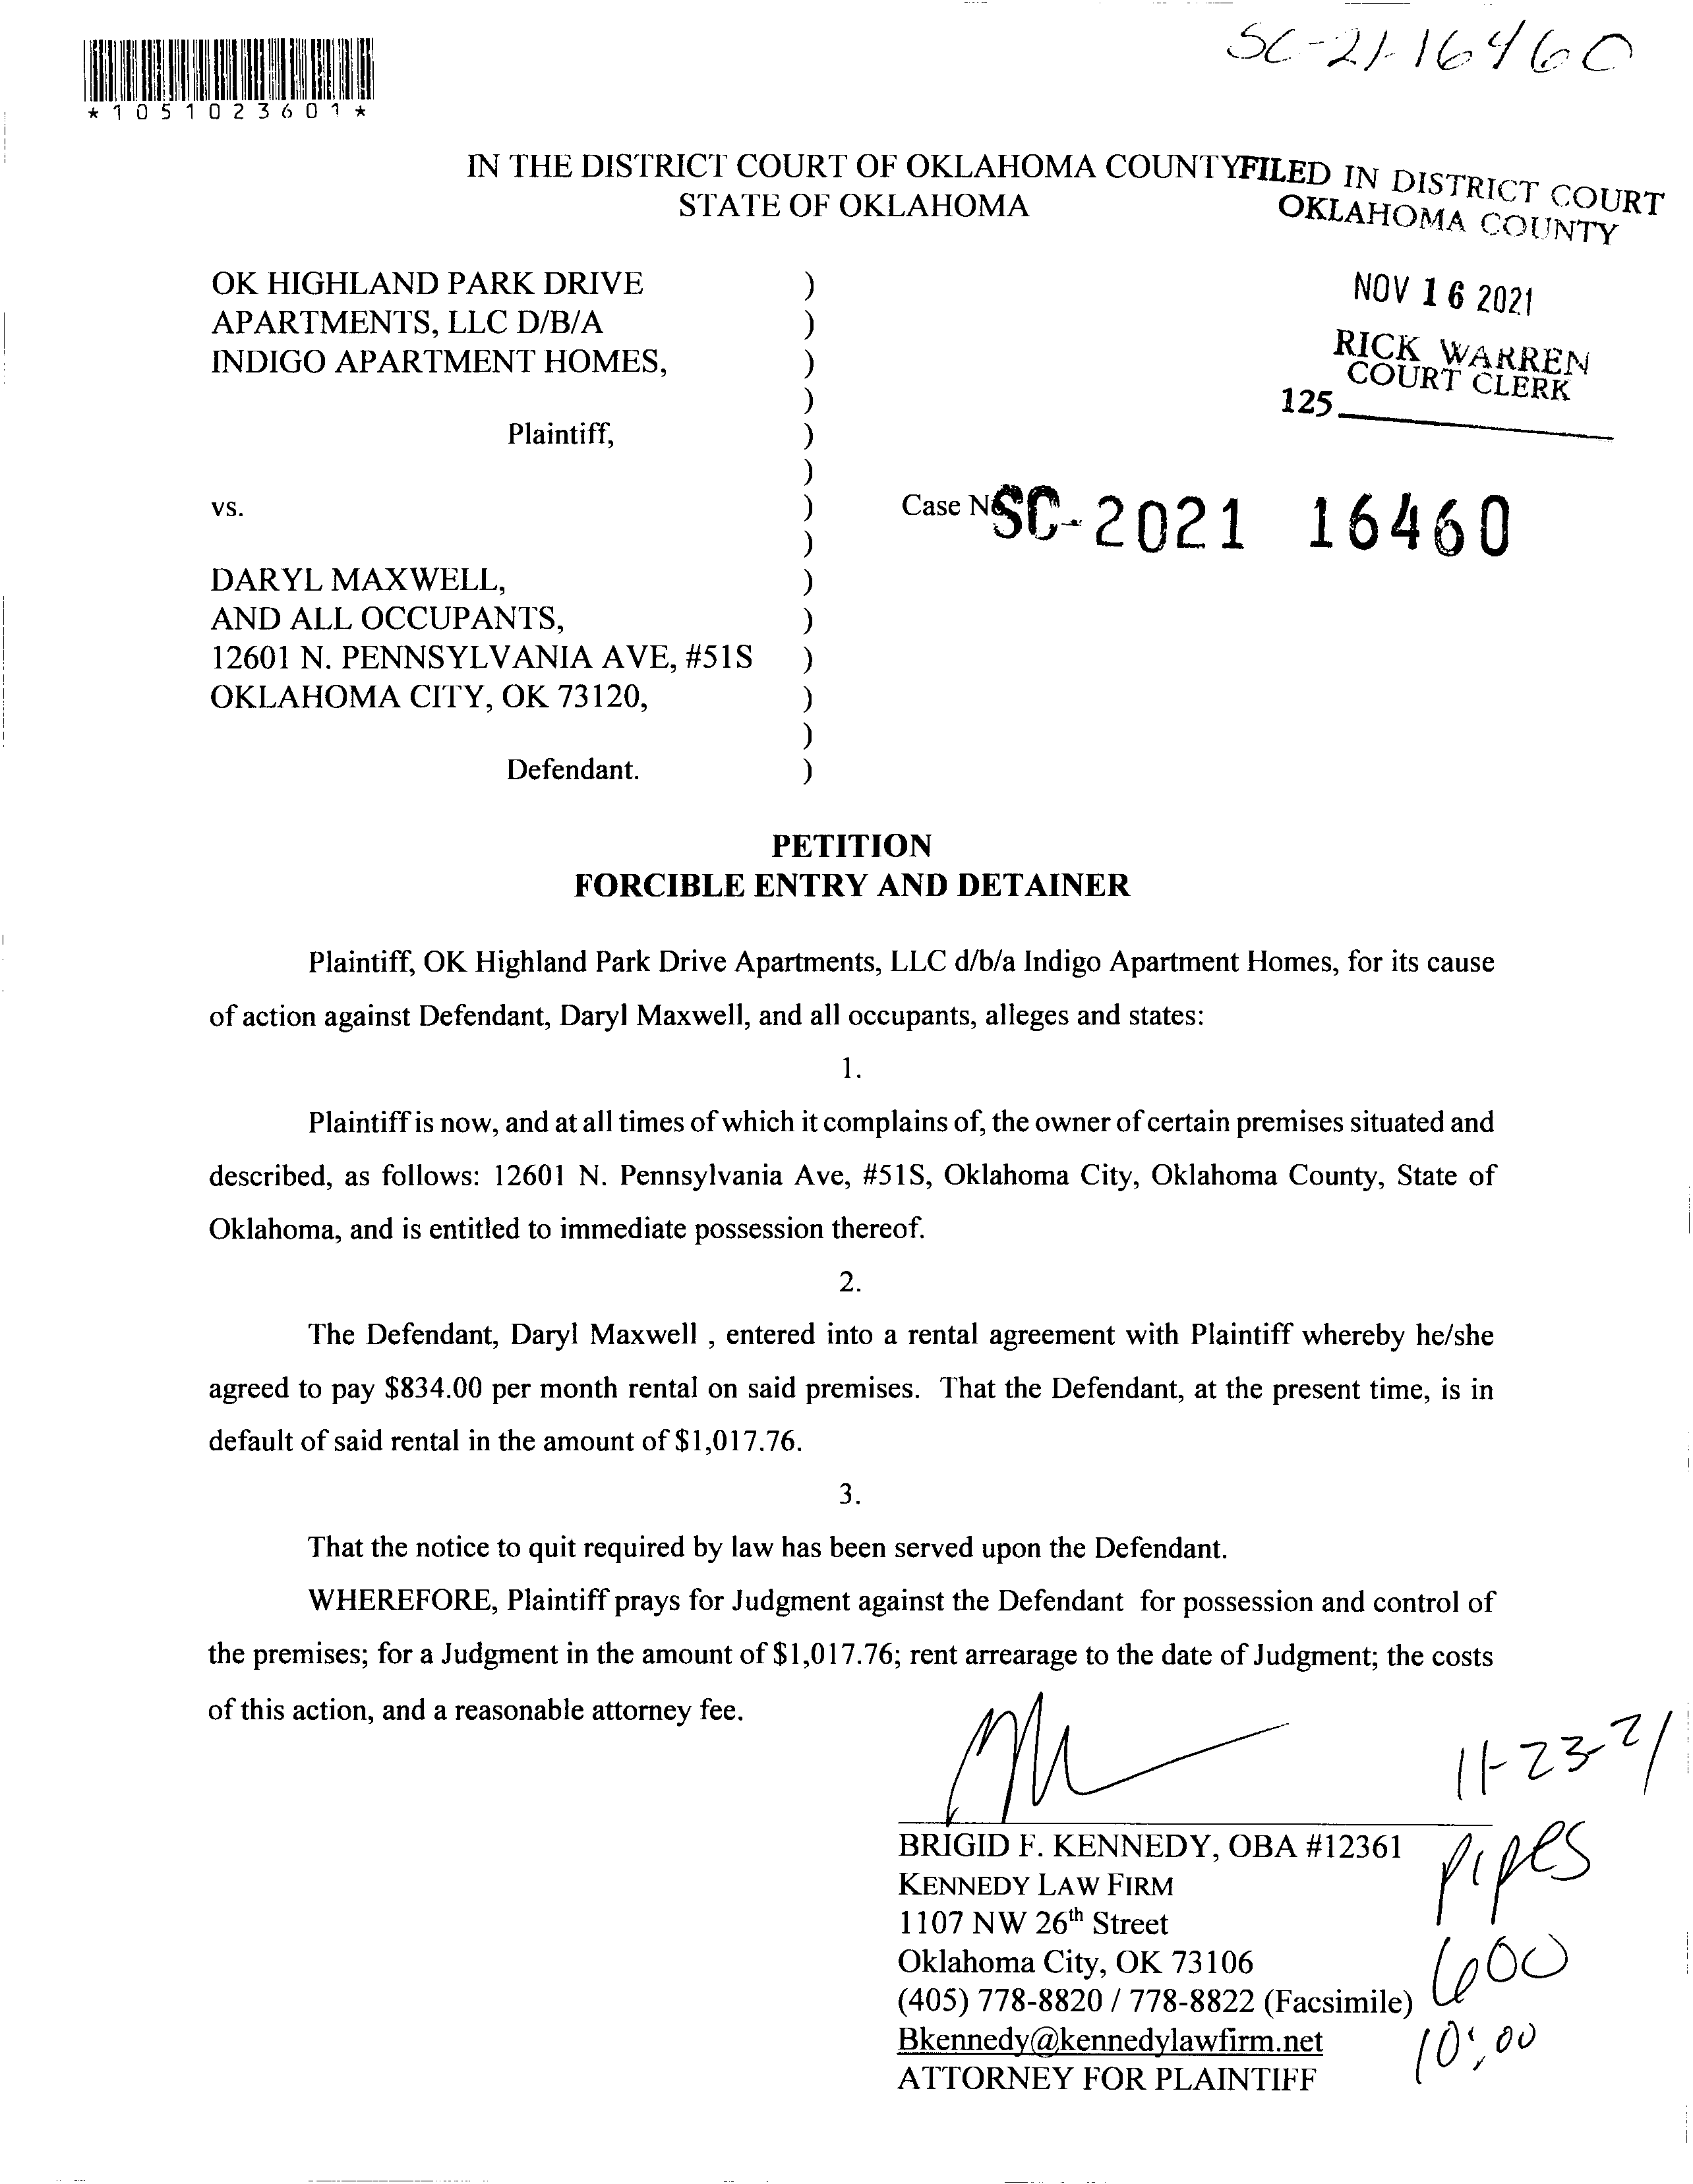 SC-21-16460
*1051023601*
IN THE DISTRICT COURT OF OKLAHOMA COUNTY
STATE OF OKLAHOMA
FILED IN DISTRICT COURT
OKLAHOMA COUNTY
NOV 16 2021
RICK WARREN
COURT CLERK
125
OK HIGHLAND PARK DRIVE )
APARTMENTS, LLC D/B/A )
INDIGO APARTMENT HOMES, )
)
Plaintiff, )
)
vs. )
Case No. SC-2021 16460
)
DARYL MAXWELL, )
AND ALL OCCUPANTS, )
12601 N. PENNSYLVANIA AVE, #51S )
OKLAHOMA CITY, OK 73120, )
)
Defendant. )
PETITION
FORCIBLE ENTRY AND DETAINER
Plaintiff, OK Highland Park Drive Apartments, LLC d/b/a Indigo Apartment Homes, for its cause
of action against Defendant, Daryl Maxwell, and all occupants, alleges and states:
1.
Plaintiff is now, and at all times of which it complains of, the owner of certain premises situated and
described, as follows: 12601 N. Pennsylvania Ave, #51S, Oklahoma City, Oklahoma County, State of
Oklahoma, and is entitled to immediate possession thereof.
2.
The Defendant, Daryl Maxwell , entered into a rental agreement with Plaintiff whereby he/she
agreed to pay $834.00 per month rental on said premises. That the Defendant, at the present time, is in
default of said rental in the amount of $1,017.76.
3.
That the notice to quit required by law has been served upon the Defendant.
WHEREFORE, Plaintiff prays for Judgment against the Defendant for possession and control of
the premises; for a Judgment in the amount of $1,017.76; rent arrearage to the date of Judgment; the costs
of this action, and a reasonable attorney fee.
BRIGID F. KENNEDY, OBA #12361
KENNEDY LAW FIRM
1107 NW 26th Street
Oklahoma City, OK 73106
(405) 778-8820 / 778-8822 (Facsimile)
Bkennedy@kennedylawfirm.net
ATTORNEY FOR PLAINTIFF
11-23-21
Pipes
600
10:00